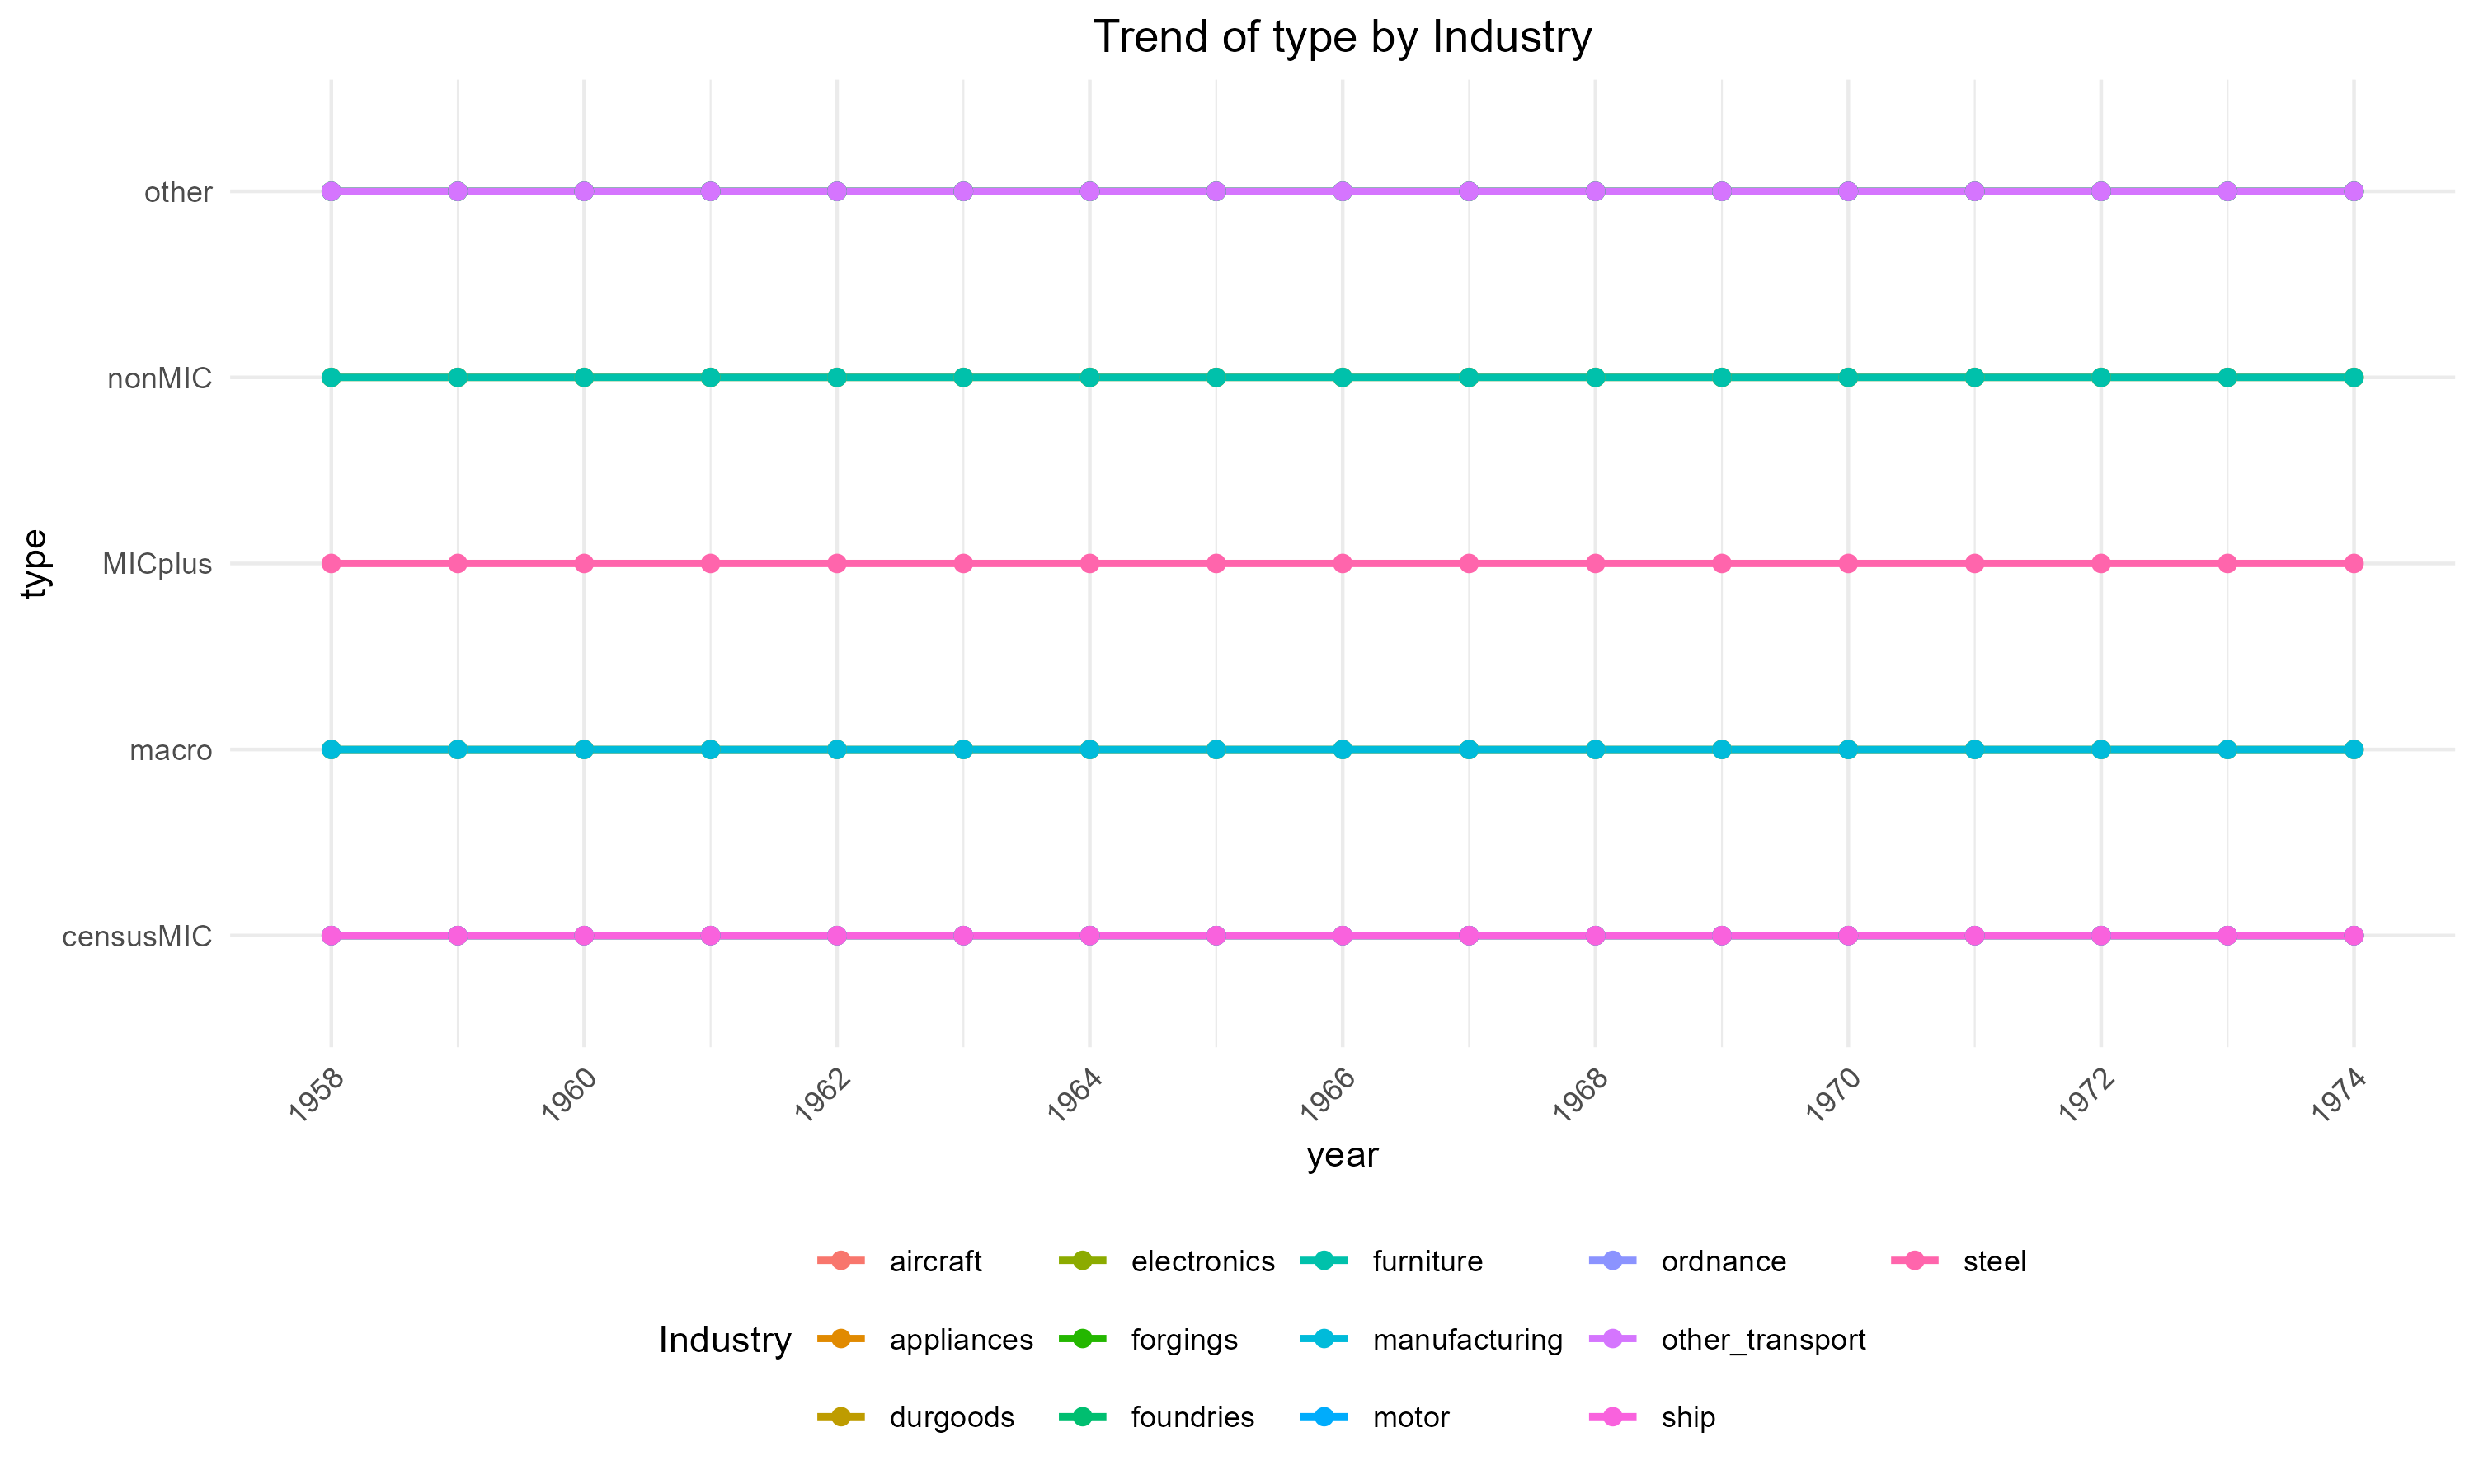 Trend of type by Industry
type
other
nonMIC
MICplus
macro
censusMIC
1958 1960 1962 1964 1966 1968 1970 1972 1974
year
Industry
aircraft electronics furniture ordnance steel
appliances forgings manufacturing other_transport
durgoods foundries motor ship